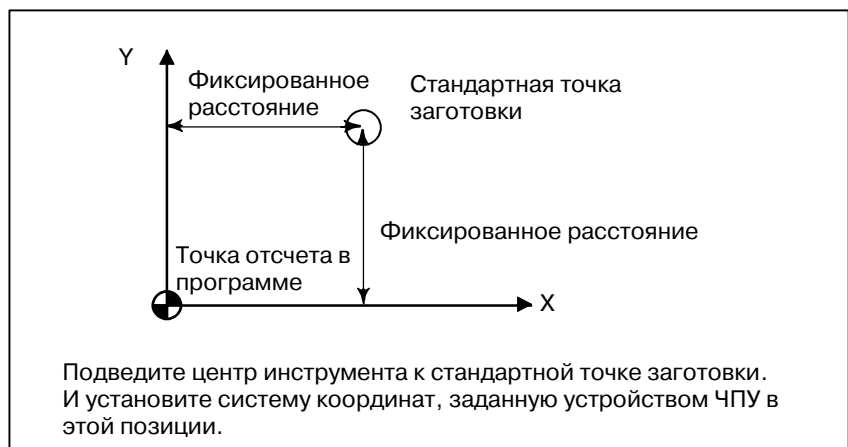 Y
Фиксированное
расстояние
Стандартная точка
заготовки
Фиксированное расстояние
Точка отсчета в
программе
X
Подведите центр инструмента к стандартной точке заготовки.
И установите систему координат, заданную устройством ЧПУ в
этой позиции.